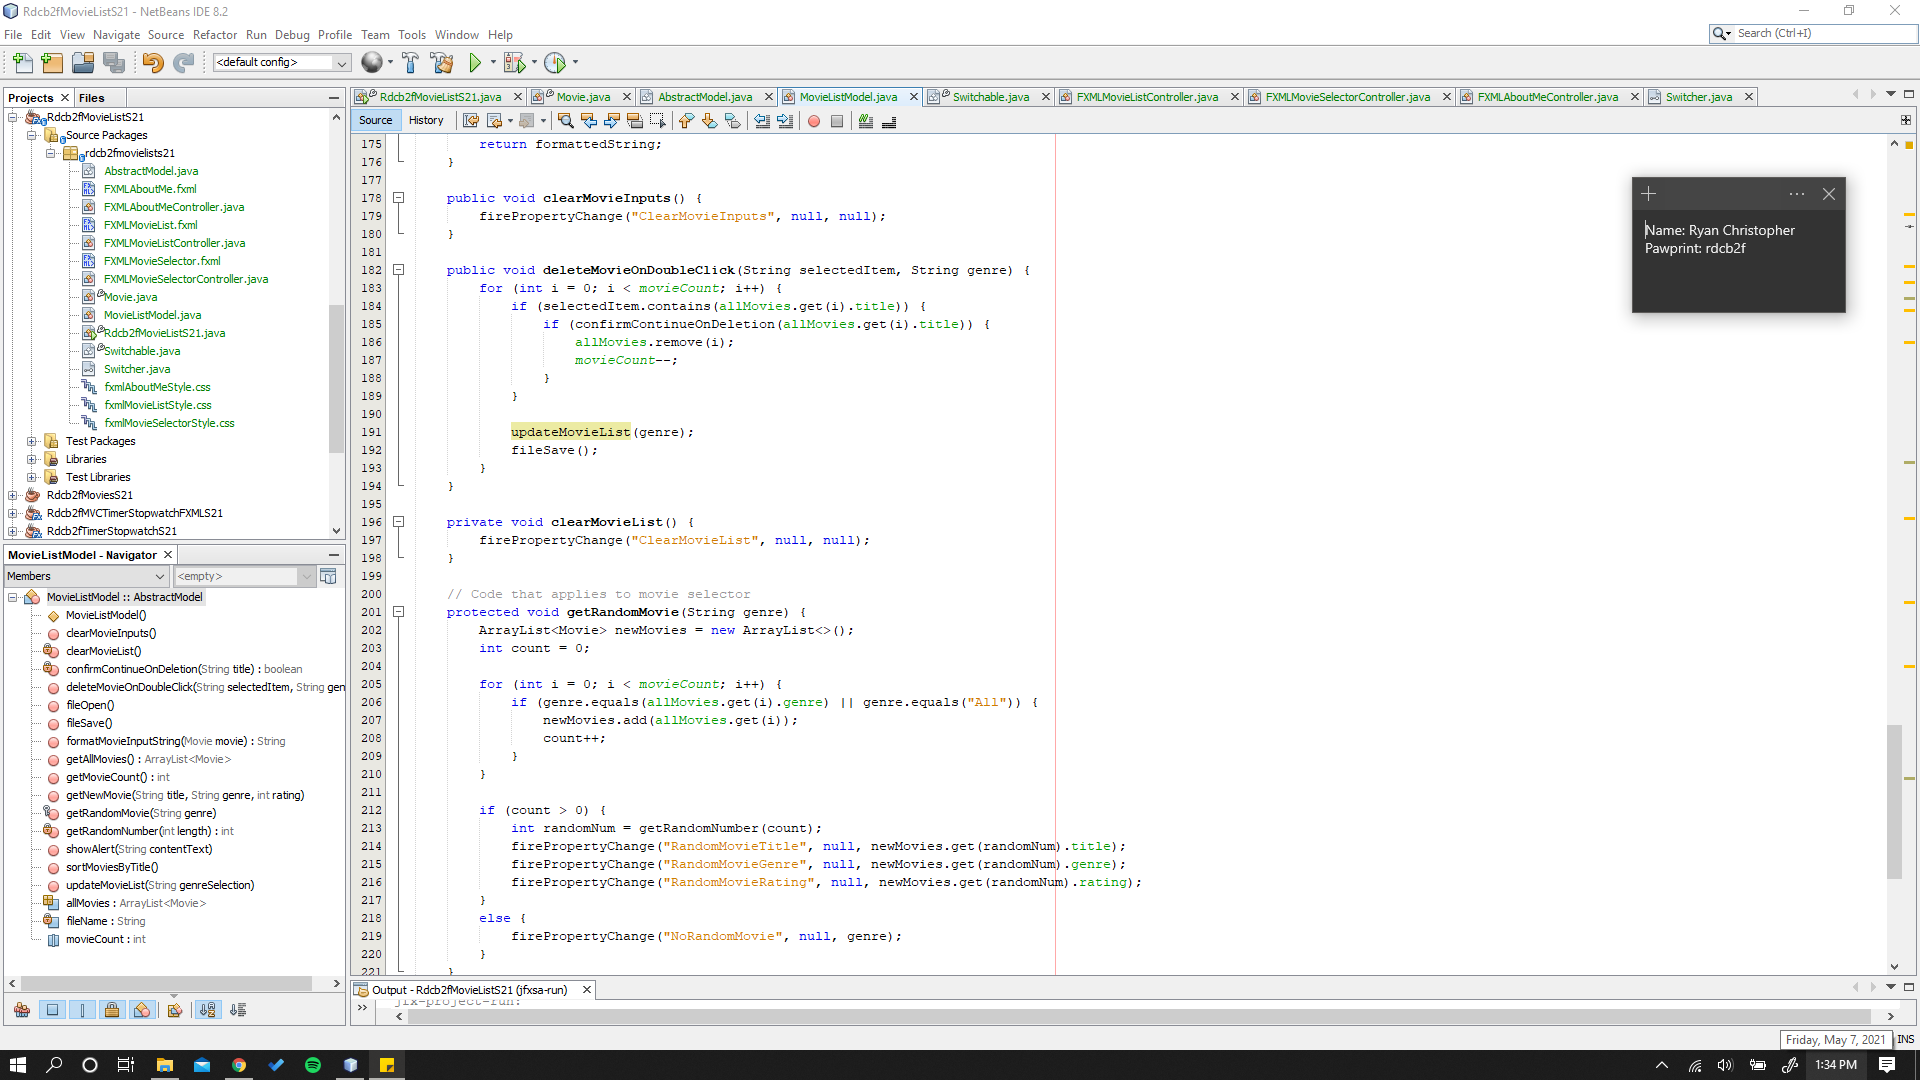 Rdcb2fMovieListS21 - NetBeans IDE 8.2
File Edit View Navigate Source Refactor Run Debug Profile Team Tools Window Help
Search (Ctrl+I)
<default config>
Projects Files
Rdcb2fMovieListS21.java Movie.java AbstractModel.java MovieListModel.java Switchable.java FXMLMovieListController.java FXMLMovieSelectorController.java FXMLAboutMeController.java Switcher.java
Source History
Rdcb2fMovieListS21
Source Packages
rdcb2fmovielists21
AbstractModel.java
FXMLAboutMe.fxml
FXMLAboutMeController.java
FXMLMovieList.fxml
FXMLMovieListController.java
FXMLMovieSelector.fxml
FXMLMovieSelectorController.java
Movie.java
MovieListModel.java
Rdcb2fMovieListS21.java
Switchable.java
Switcher.java
fxmlAboutMeStyle.css
fxmlMovieListStyle.css
fxmlMovieSelectorStyle.css
Test Packages
Libraries
Test Libraries
Rdcb2fMoviesS21
Rdcb2fMVCTimerStopwatchFXMLS21
Rdcb2fTimerStopwatchS21
MovieListModel - Navigator
Members
<empty>
MovieListModel :: AbstractModel
MovieListModel()
clearMovieInputs()
clearMovieList()
confirmContinueOnDeletion(String title) : boolean
deleteMovieOnDoubleClick(String selectedItem, String gen
fileOpen()
fileSave()
formatMovieInputString(Movie movie) : String
getAllMovies() : ArrayList<Movie>
getMovieCount() : int
getNewMovie(String title, String genre, int rating)
getRandomMovie(String genre)
getRandomNumber(int length) : int
showAlert(String contentText)
sortMoviesByTitle()
updateMovieList(String genreSelection)
allMovies : ArrayList<Movie>
fileName : String
movieCount : int
175 return formattedString;
176 }
177
178 public void clearMovieInputs() {
179 firePropertyChange("ClearMovieInputs", null, null);
180 }
181
182 public void deleteMovieOnDoubleClick(String selectedItem, String genre) {
183 for (int i = 0; i < movieCount; i++) {
184 if (selectedItem.contains(allMovies.get(i).title)) {
185 if (confirmContinueOnDeletion(allMovies.get(i).title)) {
186 allMovies.remove(i);
187 movieCount--;
188 }
189 }
190
191 updateMovieList(genre);
192 fileSave();
193 }
194 }
195
196 private void clearMovieList() {
197 firePropertyChange("ClearMovieList", null, null);
198 }
199
200 // Code that applies to movie selector
201 protected void getRandomMovie(String genre) {
202 ArrayList<Movie> newMovies = new ArrayList<>();
203 int count = 0;
204
205 for (int i = 0; i < movieCount; i++) {
206 if (genre.equals(allMovies.get(i).genre) || genre.equals("All")) {
207 newMovies.add(allMovies.get(i));
208 count++;
209 }
210 }
211
212 if (count > 0) {
213 int randomNum = getRandomNumber(count);
214 firePropertyChange("RandomMovieTitle", null, newMovies.get(randomNum).title);
215 firePropertyChange("RandomMovieGenre", null, newMovies.get(randomNum).genre);
216 firePropertyChange("RandomMovieRating", null, newMovies.get(randomNum).rating);
217 }
218 else {
219 firePropertyChange("NoRandomMovie", null, genre);
220 }
221 }
Name: Ryan Christopher
Pawprint: rdcb2f
Output - Rdcb2fMovieListS21 (jfxsa-run)
jfx-project-run:
Friday, May 7, 2021
INS
1:34 PM